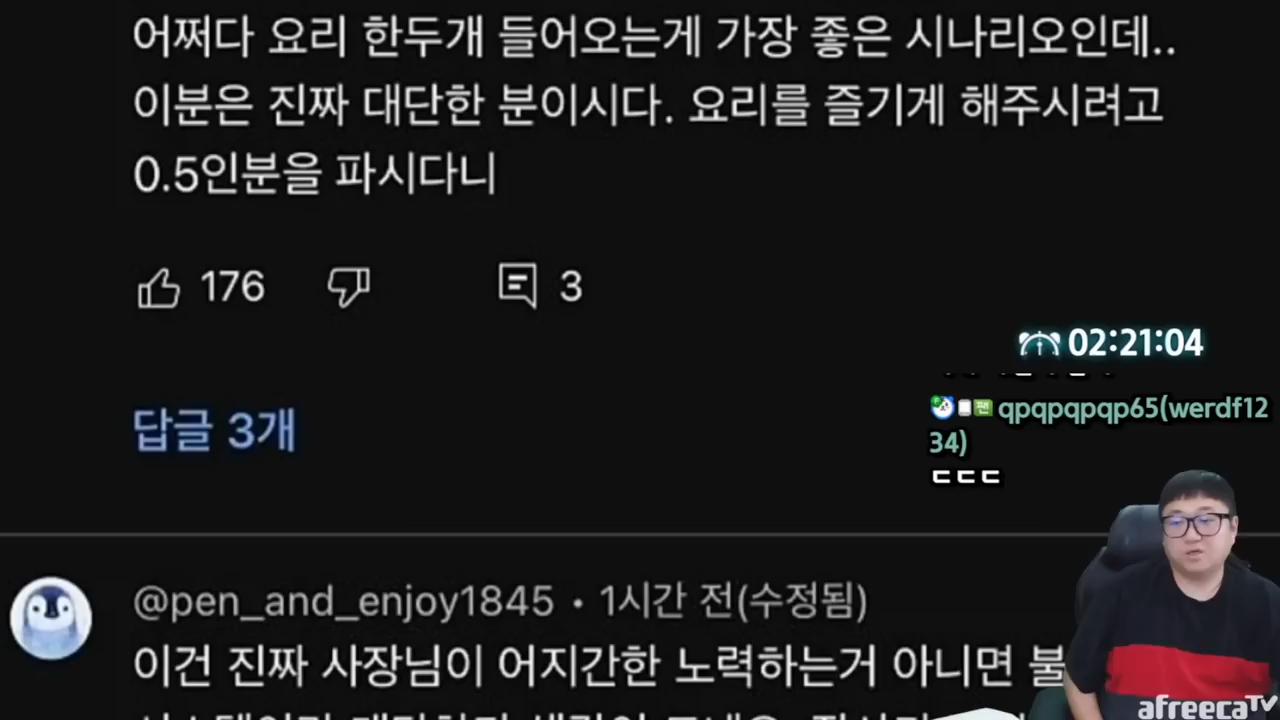 어쩌다 요리 한두개 들어오는게 가장 좋은 시나리오인데..
이분은 진짜 대단한 분이시다. 요리를 즐기게 해주시려고
0.5인분을 파시다니
176
3
답글 3개
02:21:04
팬 qpqpqpqp65(werdf12
34)
ㄷㄷㄷ
@pen_and_enjoy1845 • 1시간 전(수정됨)
이건 진짜 사장님이 어지간한 노력하는거 아니면 불
afreecaTV